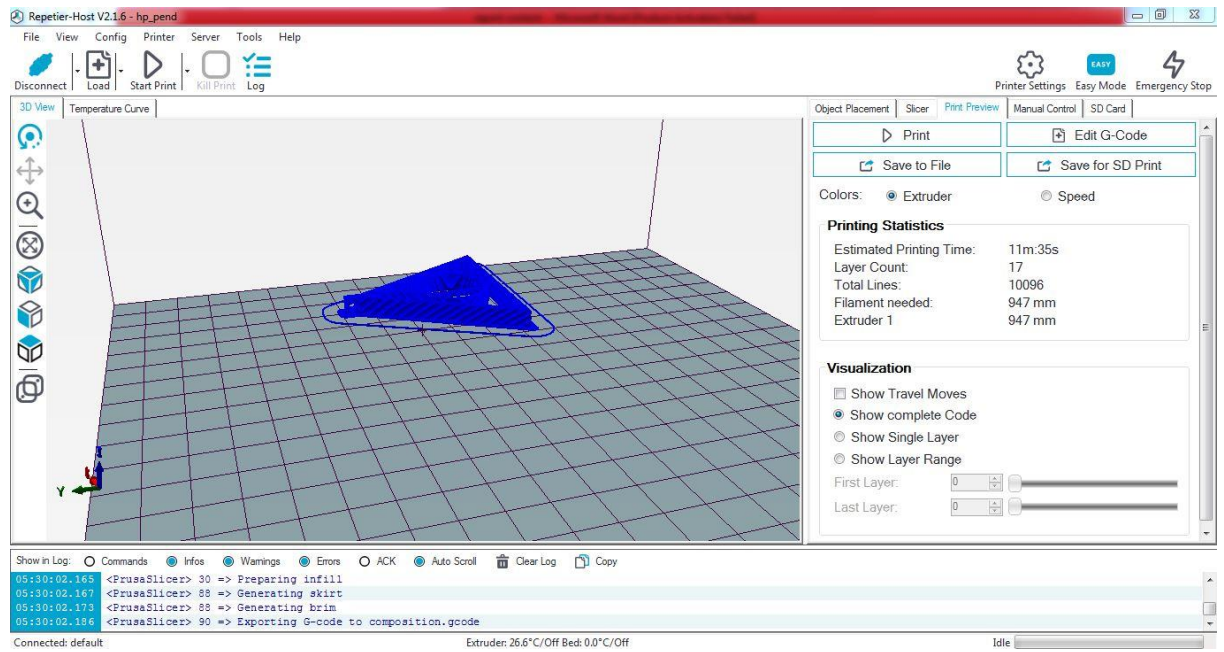 Repetier-Host V2.1.6 - hp_pend
File View Config Printer Server Tools Help
Disconnect Load Start Print Kill Print Log Printer Settings EASY Easy Mode Emergency Stop
3D View Temperature Curve
Object Placement Slicer Print Preview Manual Control SD Card
Print Edit G-Code
Save to File Save for SD Print
Colors: Extruder Speed
Printing Statistics
Estimated Printing Time: 11m:35s
Layer Count: 17
Total Lines: 10096
Filament needed: 947 mm
Extruder 1 947 mm
Visualization
Show Travel Moves
Show complete Code
Show Single Layer
Show Layer Range
First Layer: 0
Last Layer: 0
Y
Show in Log: Commands Infos Warnings Errors ACK Auto Scroll Clear Log Copy
05:30:02.165 <PrusaSlicer> 30 => Preparing infill
05:30:02.167 <PrusaSlicer> 88 => Generating skirt
05:30:02.173 <PrusaSlicer> 88 => Generating brim
05:30:02.186 <PrusaSlicer> 90 => Exporting G-code to composition.gcode
Connected: default Extruder: 26.6°C/Off Bed: 0.0°C/Off Idle